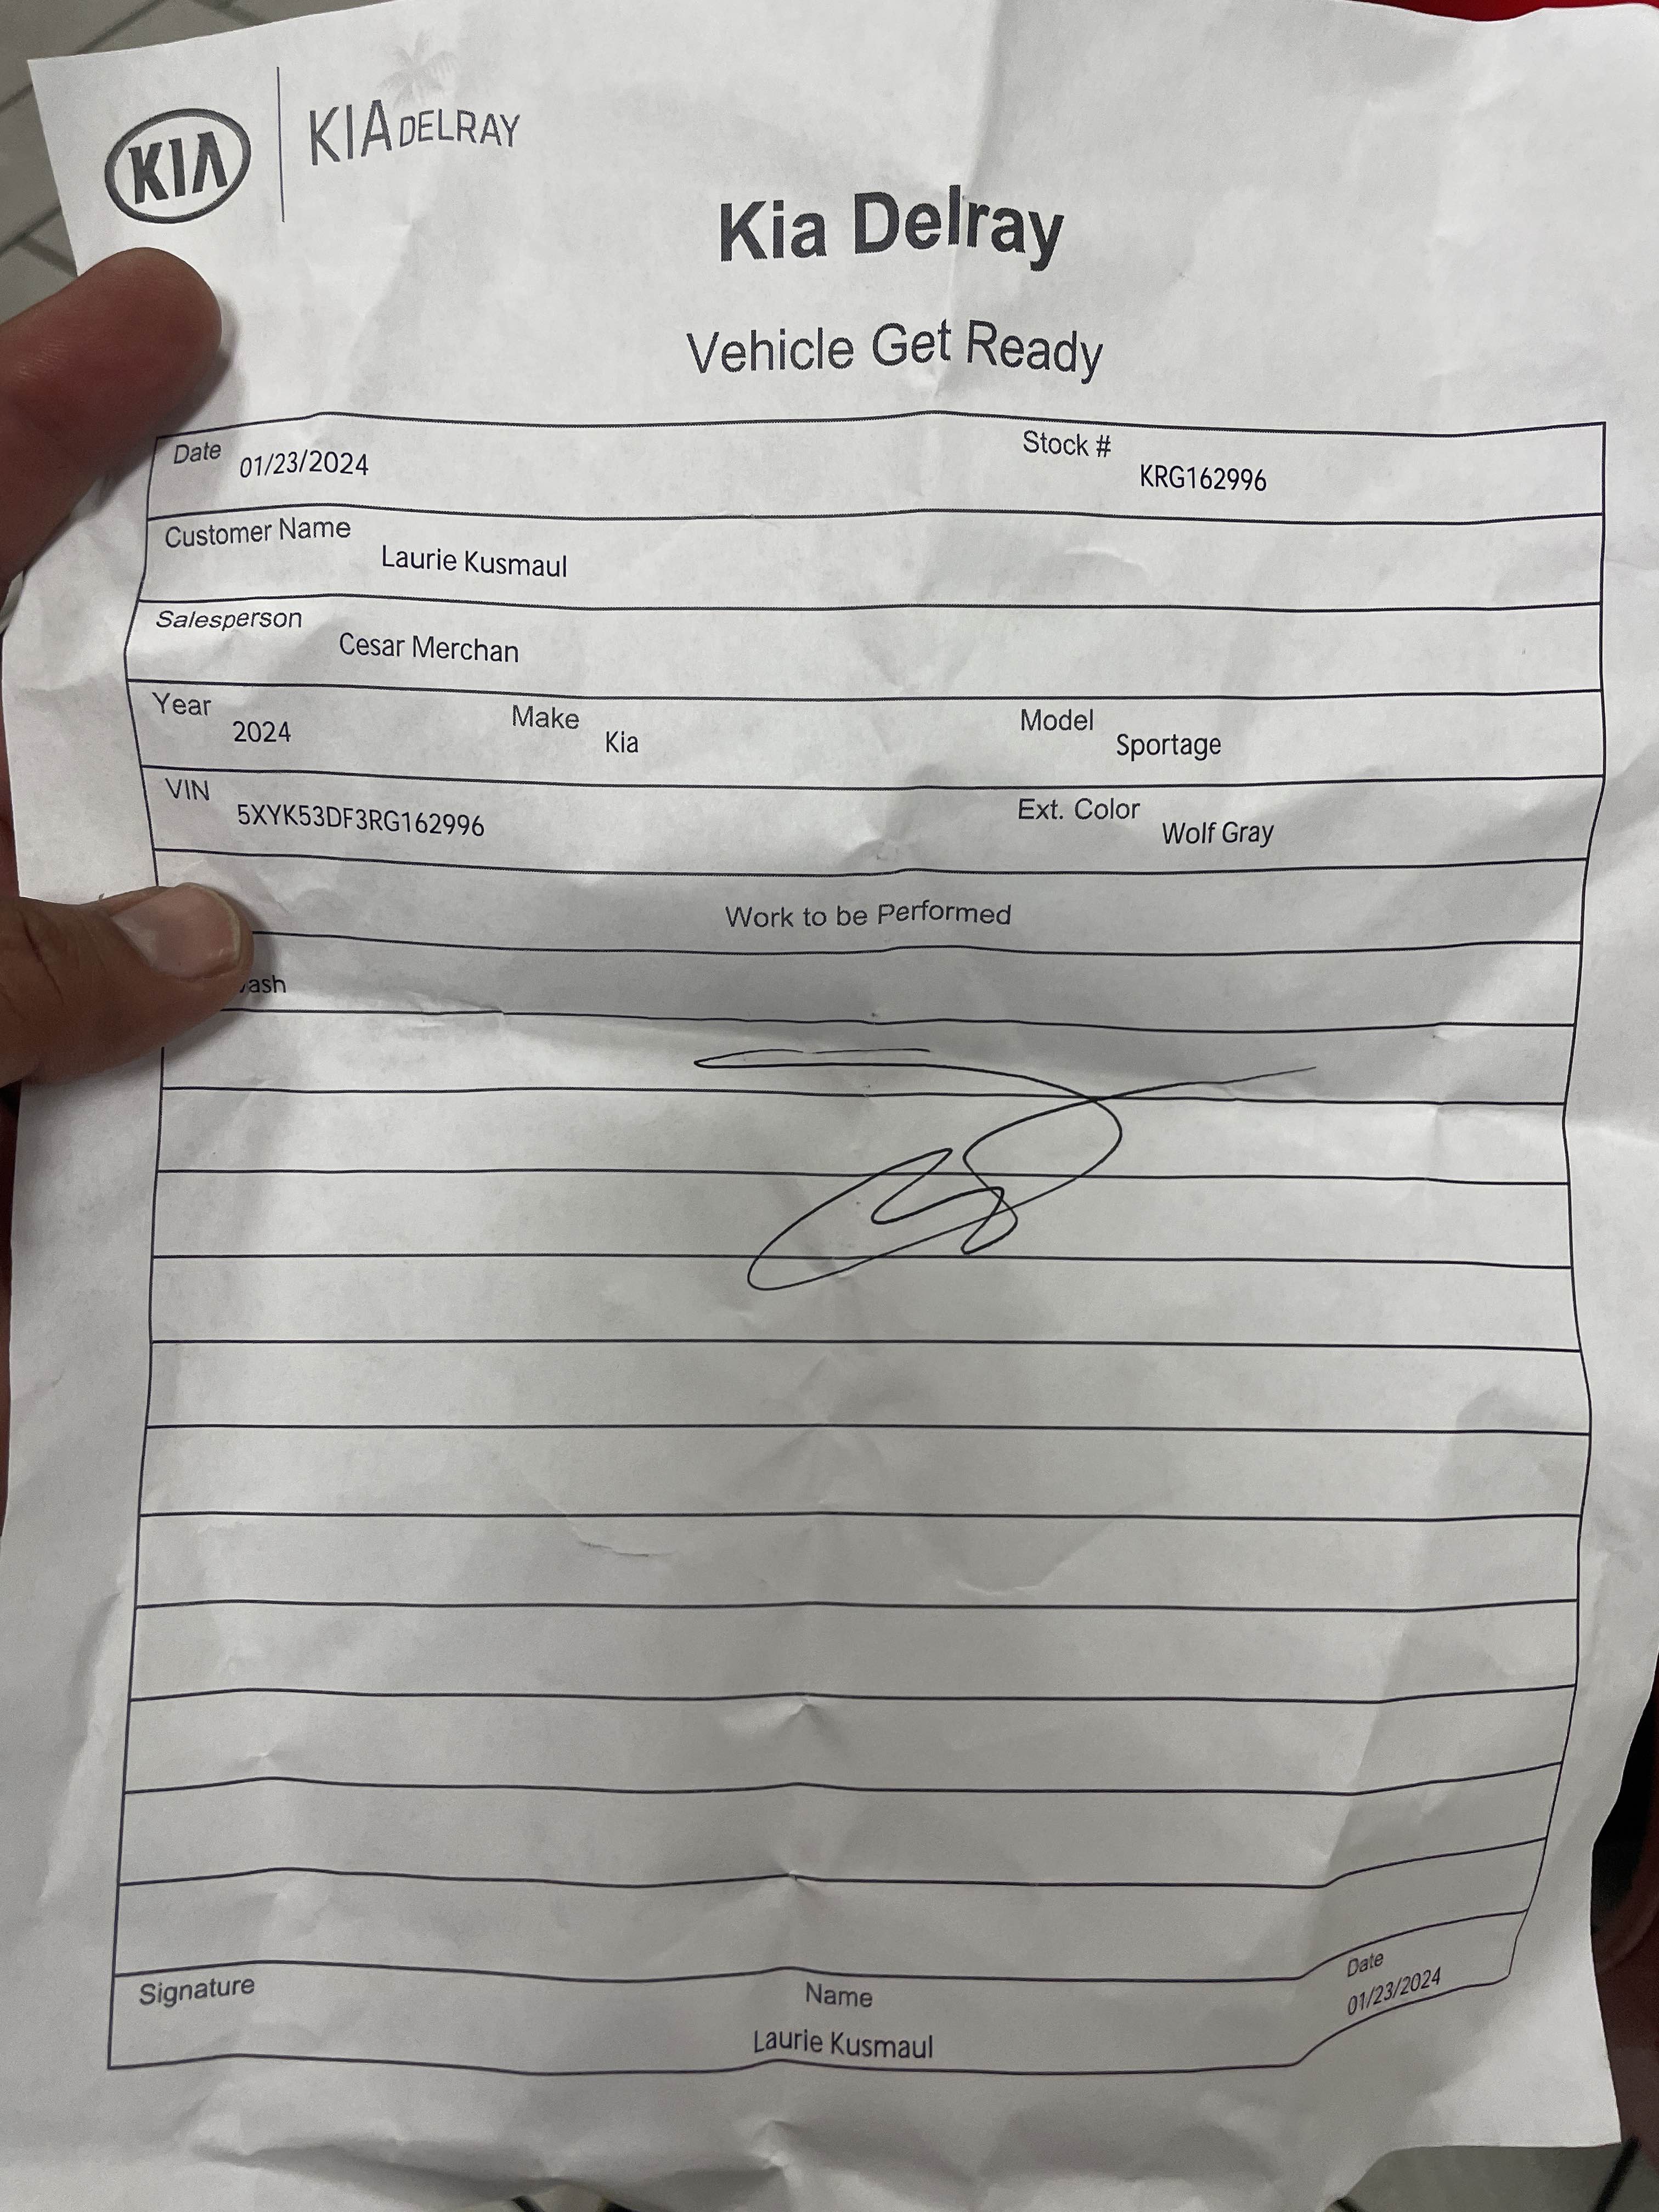 KIA KIA DELRAY
Kia Delray
Vehicle Get Ready
Date 01/23/2024 Stock # KRG162996
Customer Name Laurie Kusmaul
Salesperson Cesar Merchan
Year 2024 Make Kia Model Sportage
VIN 5XYK53DF3RG162996 Ext. Color Wolf Gray
Work to be Performed
Signature Name Date
Laurie Kusmaul 01/23/2024